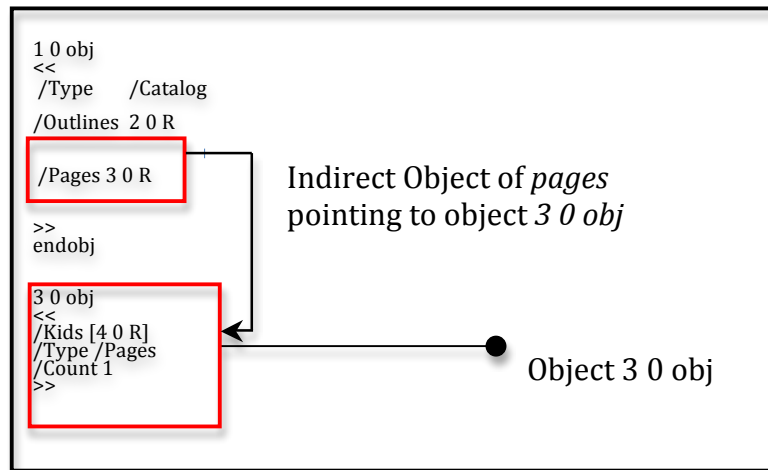 1 0 obj
<<
/Type /Catalog
/Outlines 2 0 R
/Pages 3 0 R
>>
endobj
3 0 obj
<<
/Kids [4 0 R]
/Type /Pages
/Count 1
>>
Indirect Object of pages
pointing to object 3 0 obj
Object 3 0 obj